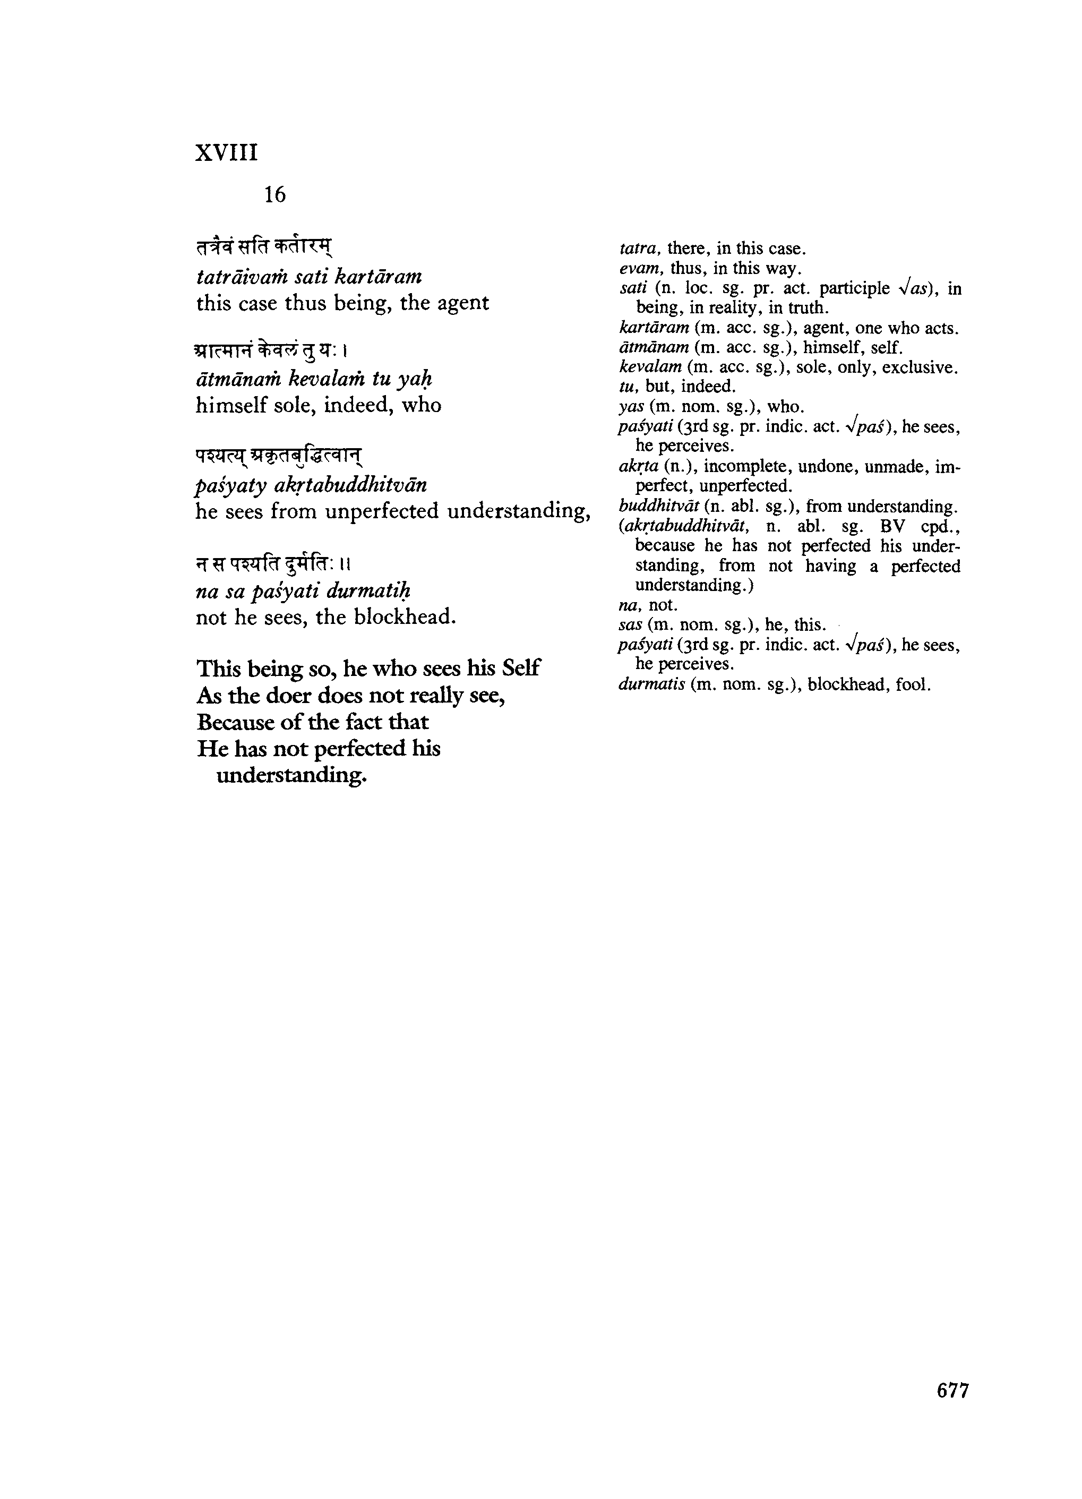 XVIII
16
तत्रैवं सति कर्तारम्
tatrāivaṁ sati kartāram
this case thus being, the agent
आत्मानं केवलं तु यः।
ātmānaṁ kevalaṁ tu yaḥ
himself sole, indeed, who
पश्यत्य् अकृतबुद्धित्वान्
paśyaty akṛtabuddhitvān
he sees from unperfected understanding,
न स पश्यति दुर्मतिः॥
na sa paśyati durmatiḥ
not he sees, the blockhead.
This being so, he who sees his Self
As the doer does not really see,
Because of the fact that
He has not perfected his
understanding.
tatra, there, in this case.
evam, thus, in this way.
sati (n. loc. sg. pr. act. participle √as), in
being, in reality, in truth.
kartāram (m. acc. sg.), agent, one who acts.
ātmānam (m. acc. sg.), himself, self.
kevalam (m. acc. sg.), sole, only, exclusive.
tu, but, indeed.
yas (m. nom. sg.), who.
paśyati (3rd sg. pr. indic. act. √paś), he sees,
he perceives.
akṛta (n.), incomplete, undone, unmade, im-
perfect, unperfected.
buddhitvāt (n. abl. sg.), from understanding.
(akṛtabuddhitvāt, n. abl. sg. BV cpd.,
because he has not perfected his under-
standing, from not having a perfected
understanding.)
na, not.
sas (m. nom. sg.), he, this.
paśyati (3rd sg. pr. indic. act. √paś), he sees,
he perceives.
durmatis (m. nom. sg.), blockhead, fool.
677